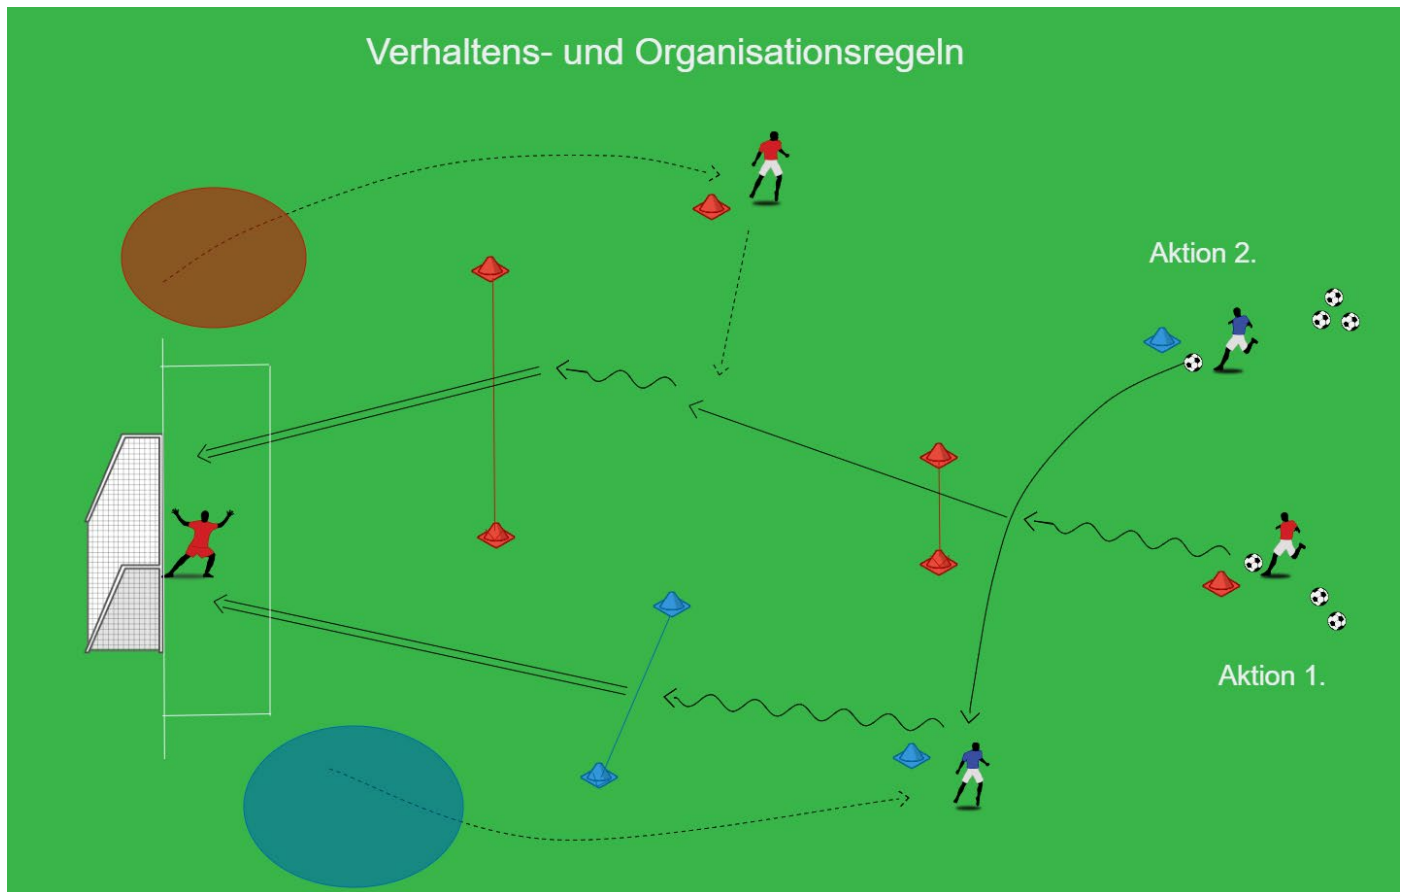 Verhaltens- und Organisationsregeln
Aktion 2.
Aktion 1.